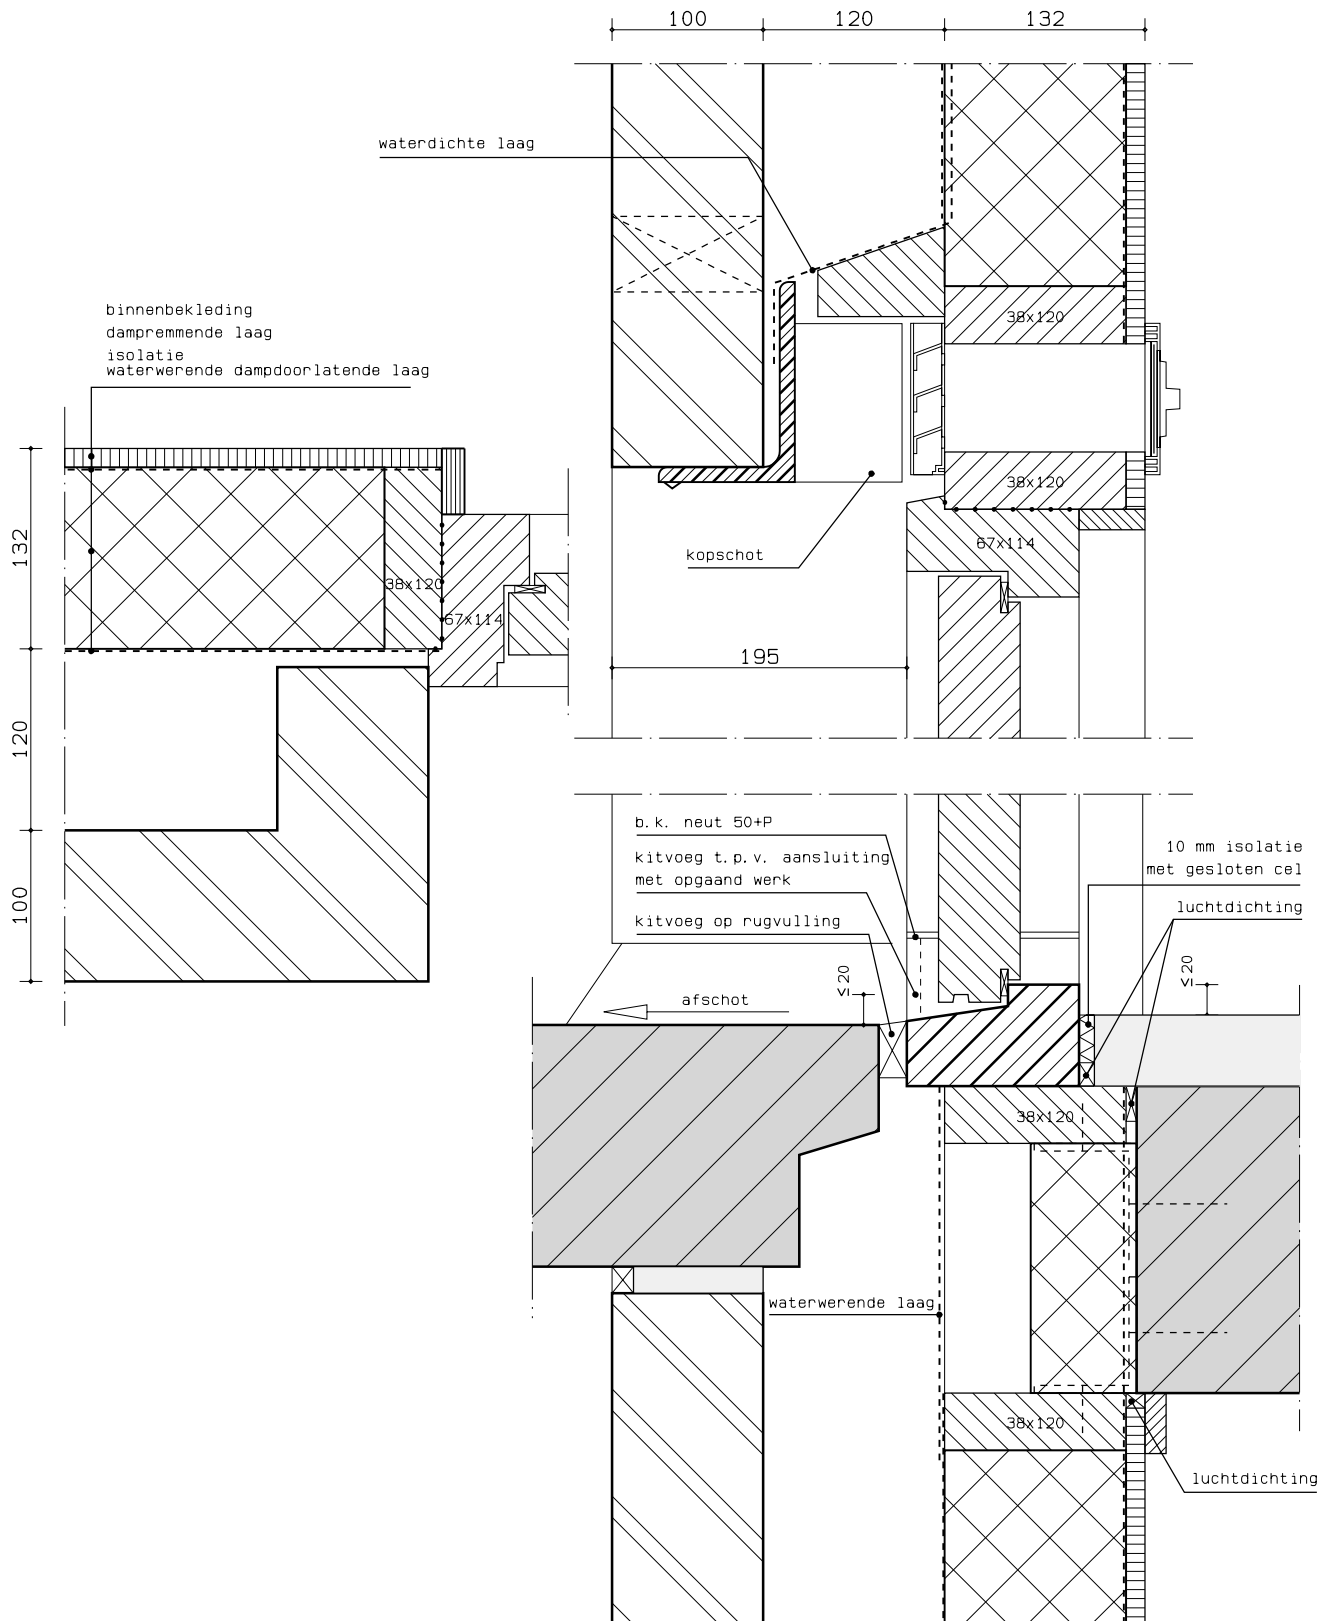 100
120
132
waterdichte laag
binnenbekleding
dampremmende laag
isolatie
waterwerende dampdoorlatende laag
38x120
38x120
kopschot
67x114
132
38x120
67x114
195
120
b.k. neut 50+P
kitvoeg t.p.v. aansluiting
met opgaand werk
kitvoeg op rugvulling
10 mm isolatie
met gesloten cel
luchtdichting
100
≤20
≤20
afschot
38x120
waterwerende laag
38x120
luchtdichting